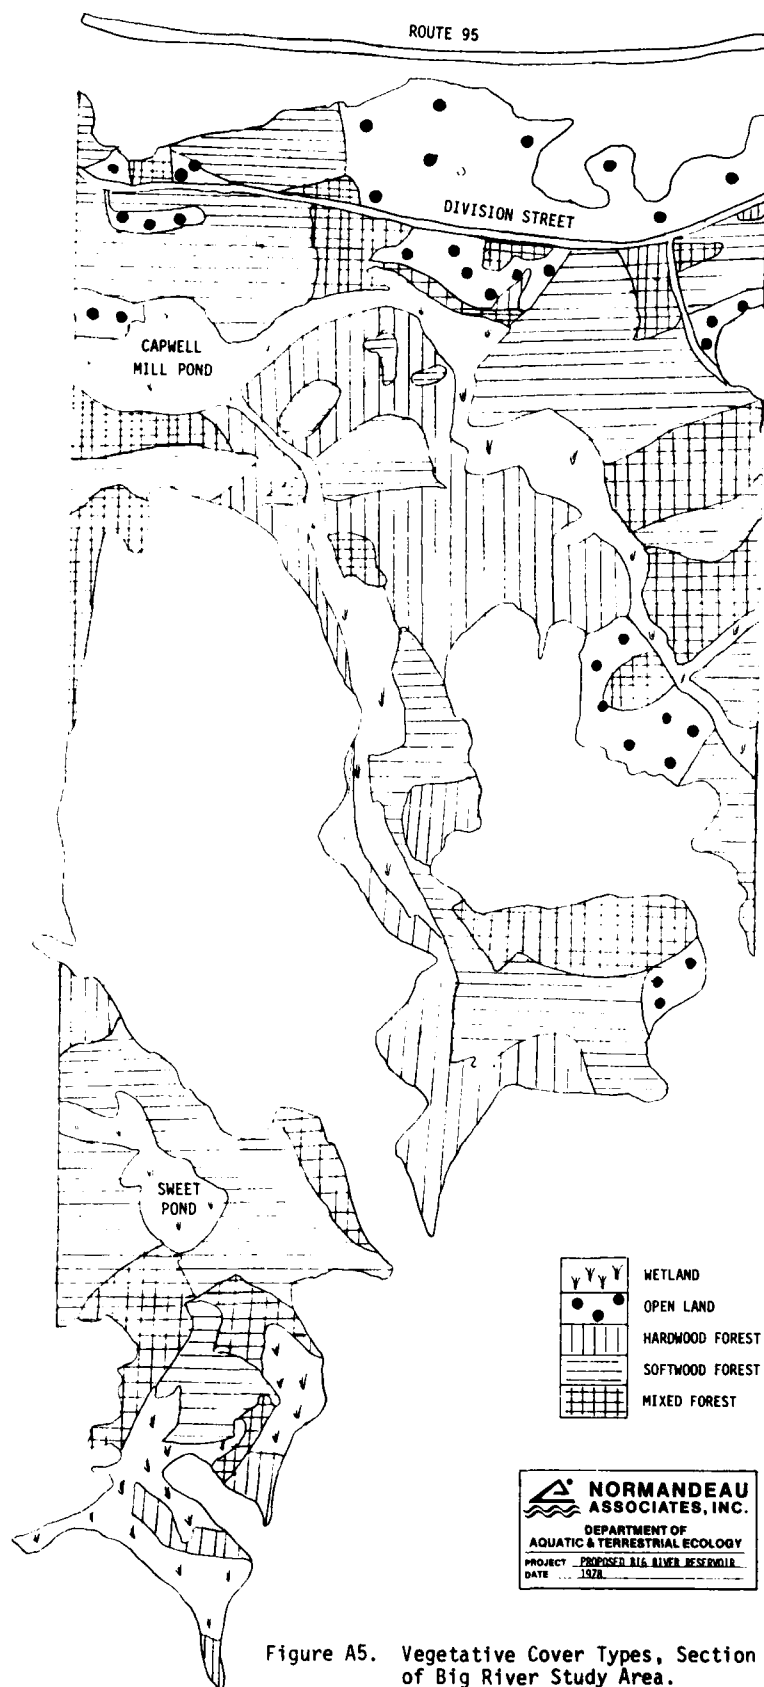 ROUTE 95
DIVISION STREET
CAPWELL
MILL POND
SWEET
POND
WETLAND
OPEN LAND
HARDWOOD FOREST
SOFTWOOD FOREST
MIXED FOREST
NORMANDEAU
ASSOCIATES, INC.
DEPARTMENT OF
AQUATIC & TERRESTRIAL ECOLOGY
PROJECT PROPOSED BIG RIVER RESERVOIR
DATE 1978
Figure A5. Vegetative Cover Types, Section
of Big River Study Area.